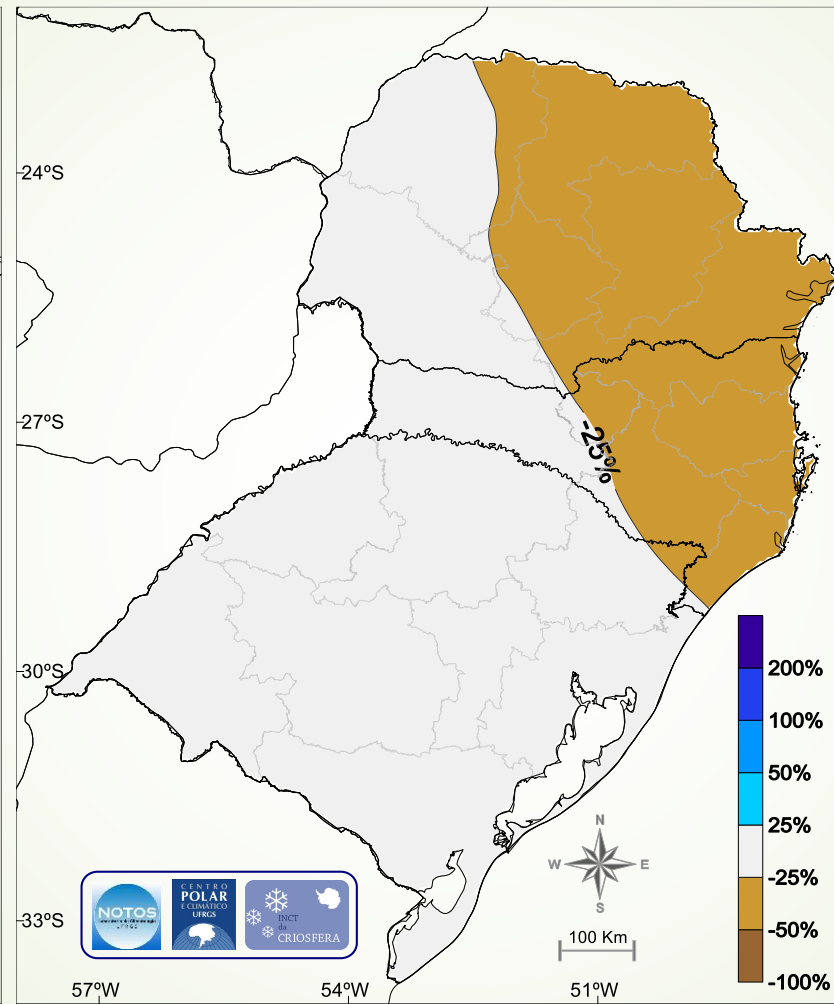 24ºS
27ºS
-25%
30ºS
200%
100%
50%
25%
-25%
-50%
-100%
N
W E
S
100 Km
33ºS
57ºW 54ºW 51ºW
NOTOS
UFRGS
CENTRO
POLAR
E CLIMÁTICO
UFRGS
INCT
da
CRIOSFERA